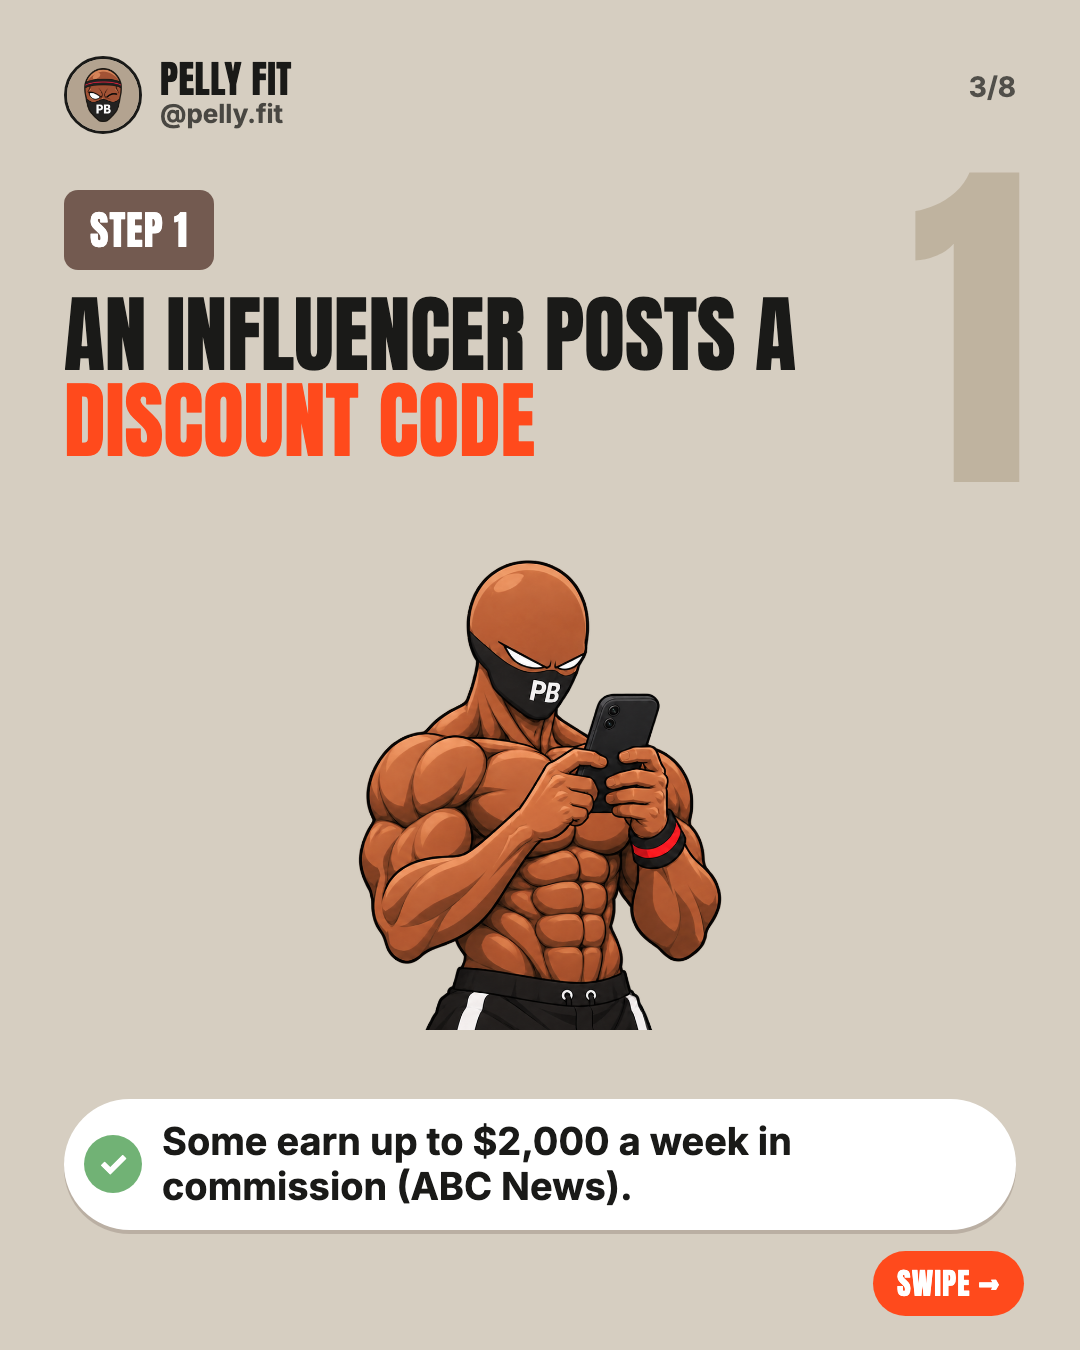 PELLY FIT
@pelly.fit
3/8
STEP 1
1
AN INFLUENCER POSTS A
DISCOUNT CODE
PB
PB
Some earn up to $2,000 a week in
commission (ABC News).
SWIPE →